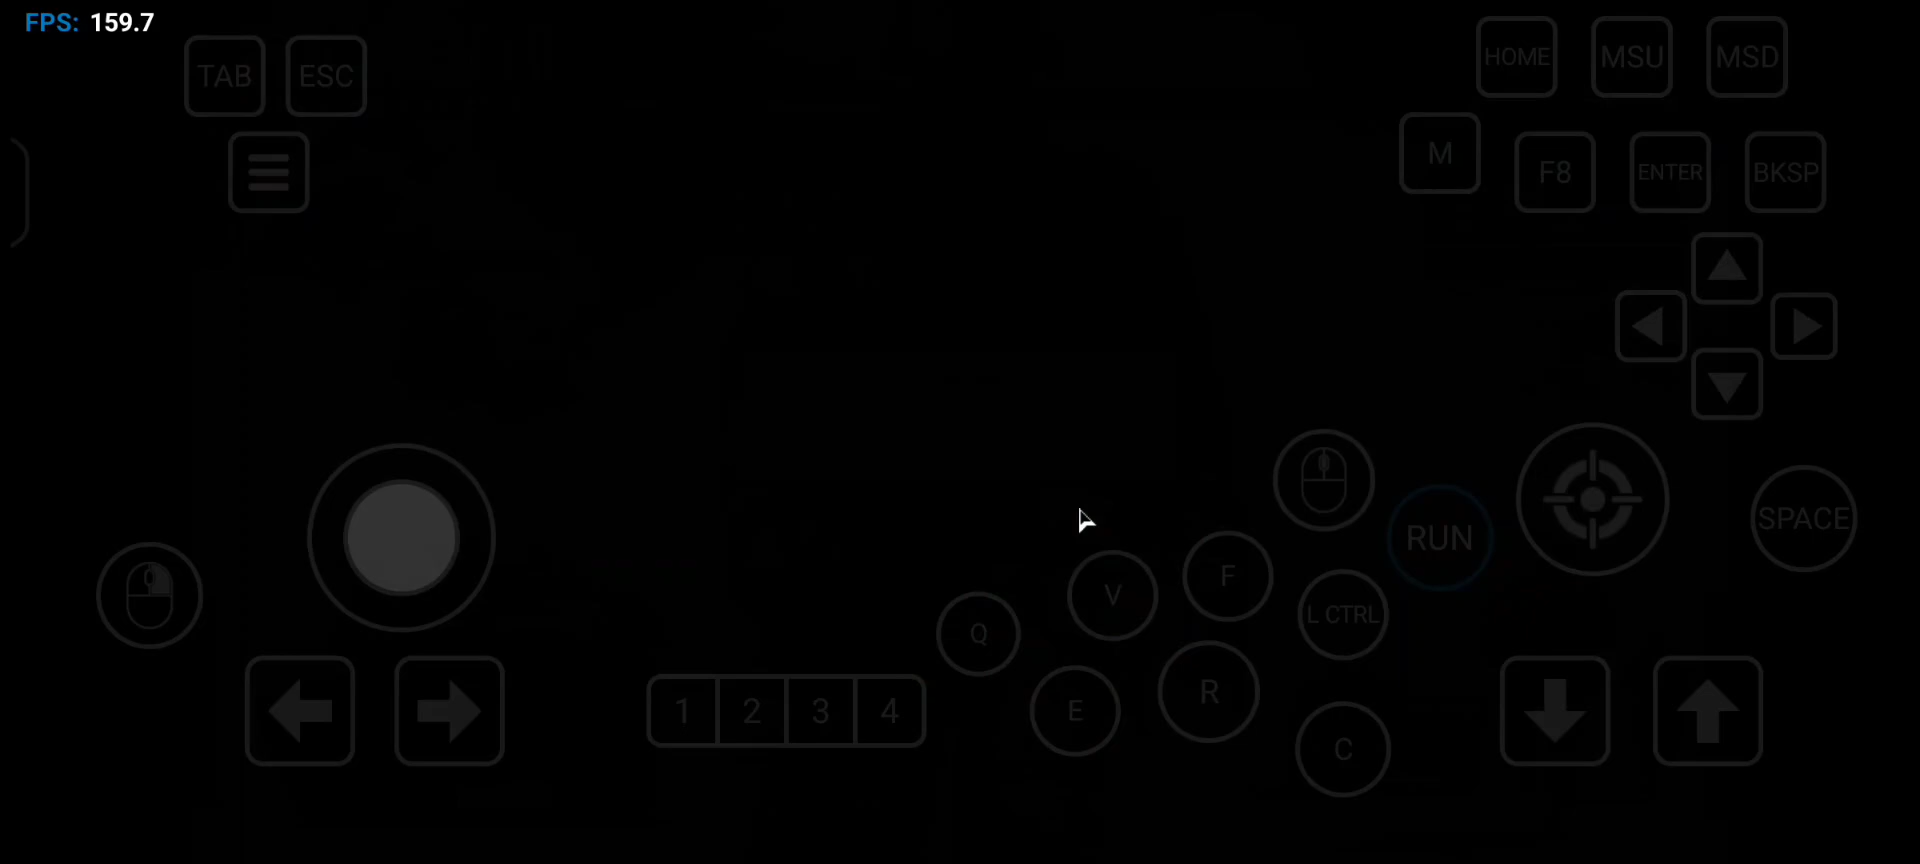 FPS: 159.7
TAB ESC
HOME MSU MSD
M F8 ENTER BKSP
SPACE
RUN
V F L CTRL
Q
E R
1 2 3 4
C